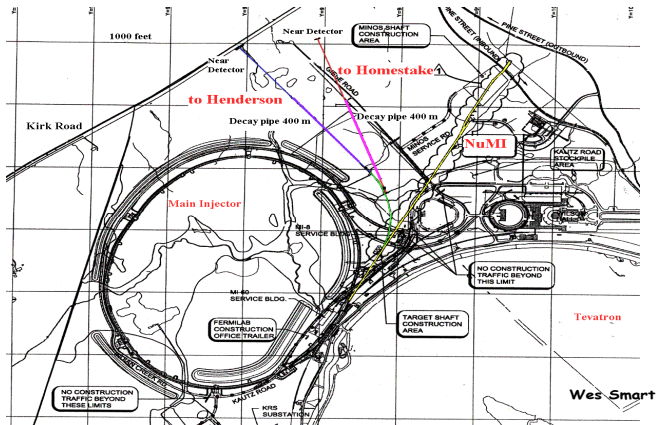 1000 feet
Near
Detector
Near Detector
MINOS SHAFT
CONSTRUCTION
AREA
PINE STREET (OUTBOUND)
to Homestake
1
to Henderson
ROAD
Kirk Road
Decay pipe 400 m
Decay pipe 400 m
MINOS
SERVICE RD.
NuMI
KAUTZ ROAD
STOCKPILE
AREA
Main Injector
MI-8
SERVICE BLDG.
MI 60
SERVICE BLDG.
NO CONSTRUCTION
TRAFFIC BEYOND
THIS LIMIT
FERMILAB
CONSTRUCTION
OFFICE TRAILER
TARGET SHAFT
CONSTRUCTION
AREA
Tevatron
NO CONSTRUCTION
TRAFFIC BEYOND
THESE LIMITS
KAUTZ ROAD
KRS
SUBSTATION
Wes Smart